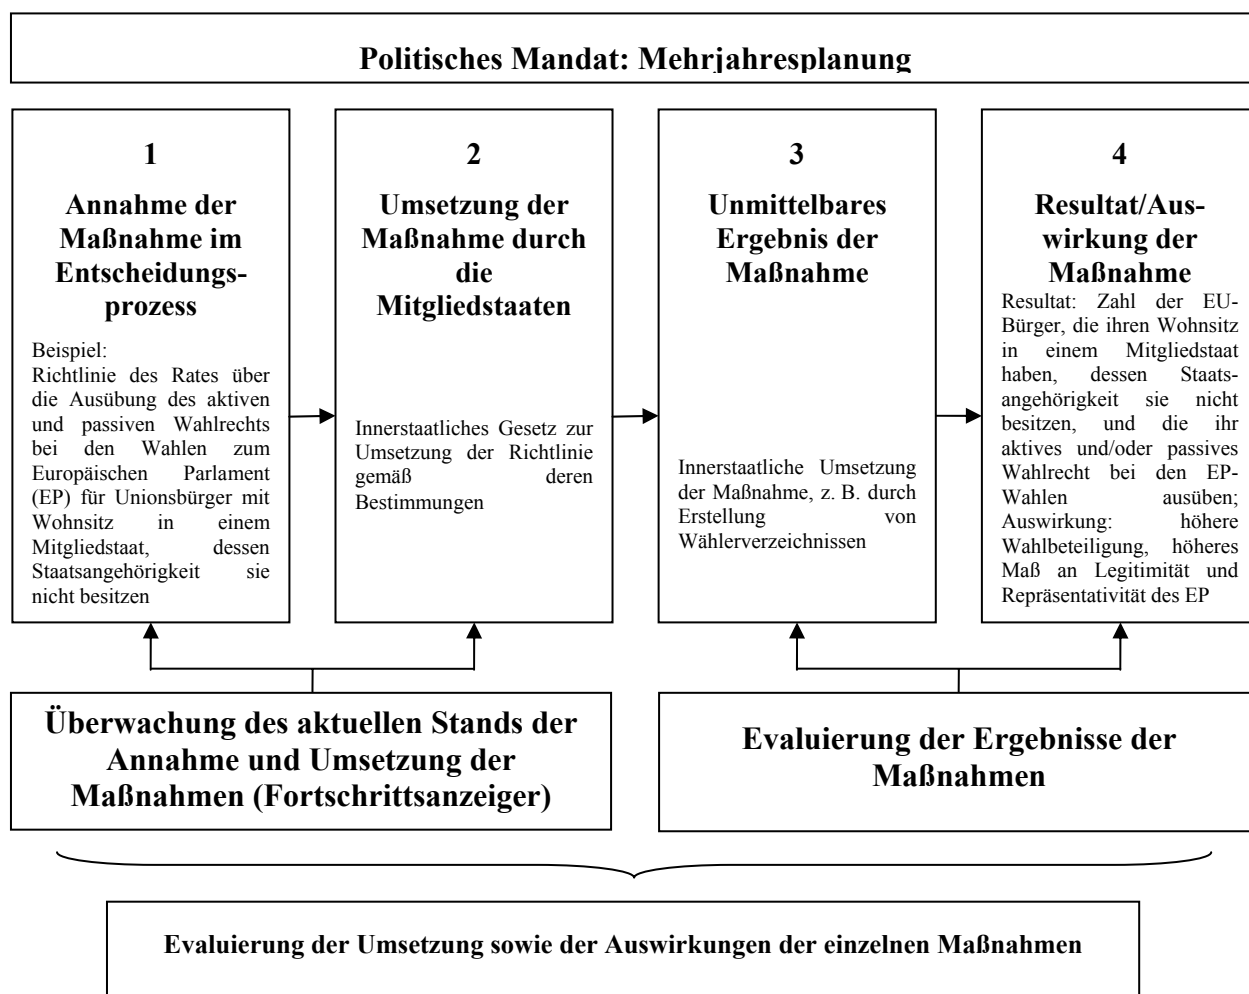 Politisches Mandat: Mehrjahresplanung
1
Annahme der
Maßnahme im
Entscheidungs-
prozess
Beispiel:
Richtlinie des Rates über
die Ausübung des aktiven
und passiven Wahlrechts
bei den Wahlen zum
Europäischen Parlament
(EP) für Unionsbürger mit
Wohnsitz in einem
Mitgliedstaat, dessen
Staatsangehörigkeit sie
nicht besitzen
2
Umsetzung der
Maßnahme durch
die
Mitgliedstaaten
Innerstaatliches Gesetz zur
Umsetzung der Richtlinie
gemäß deren
Bestimmungen
3
Unmittelbares
Ergebnis der
Maßnahme
Innerstaatliche Umsetzung
der Maßnahme, z. B. durch
Erstellung von
Wählerverzeichnissen
4
Resultat/Aus-
wirkung der
Maßnahme
Resultat: Zahl der EU-
Bürger, die ihren Wohnsitz
in einem Mitgliedstaat
haben, dessen Staats-
angehörigkeit sie nicht
besitzen, und die ihr
aktives und/oder passives
Wahlrecht bei den EP-
Wahlen ausüben;
Auswirkung: höhere
Wahlbeteiligung, höheres
Maß an Legitimität und
Repräsentativität des EP
Überwachung des aktuellen Stands der
Annahme und Umsetzung der
Maßnahmen (Fortschrittsanzeiger)
Evaluierung der Ergebnisse der
Maßnahmen
Evaluierung der Umsetzung sowie der Auswirkungen der einzelnen Maßnahmen